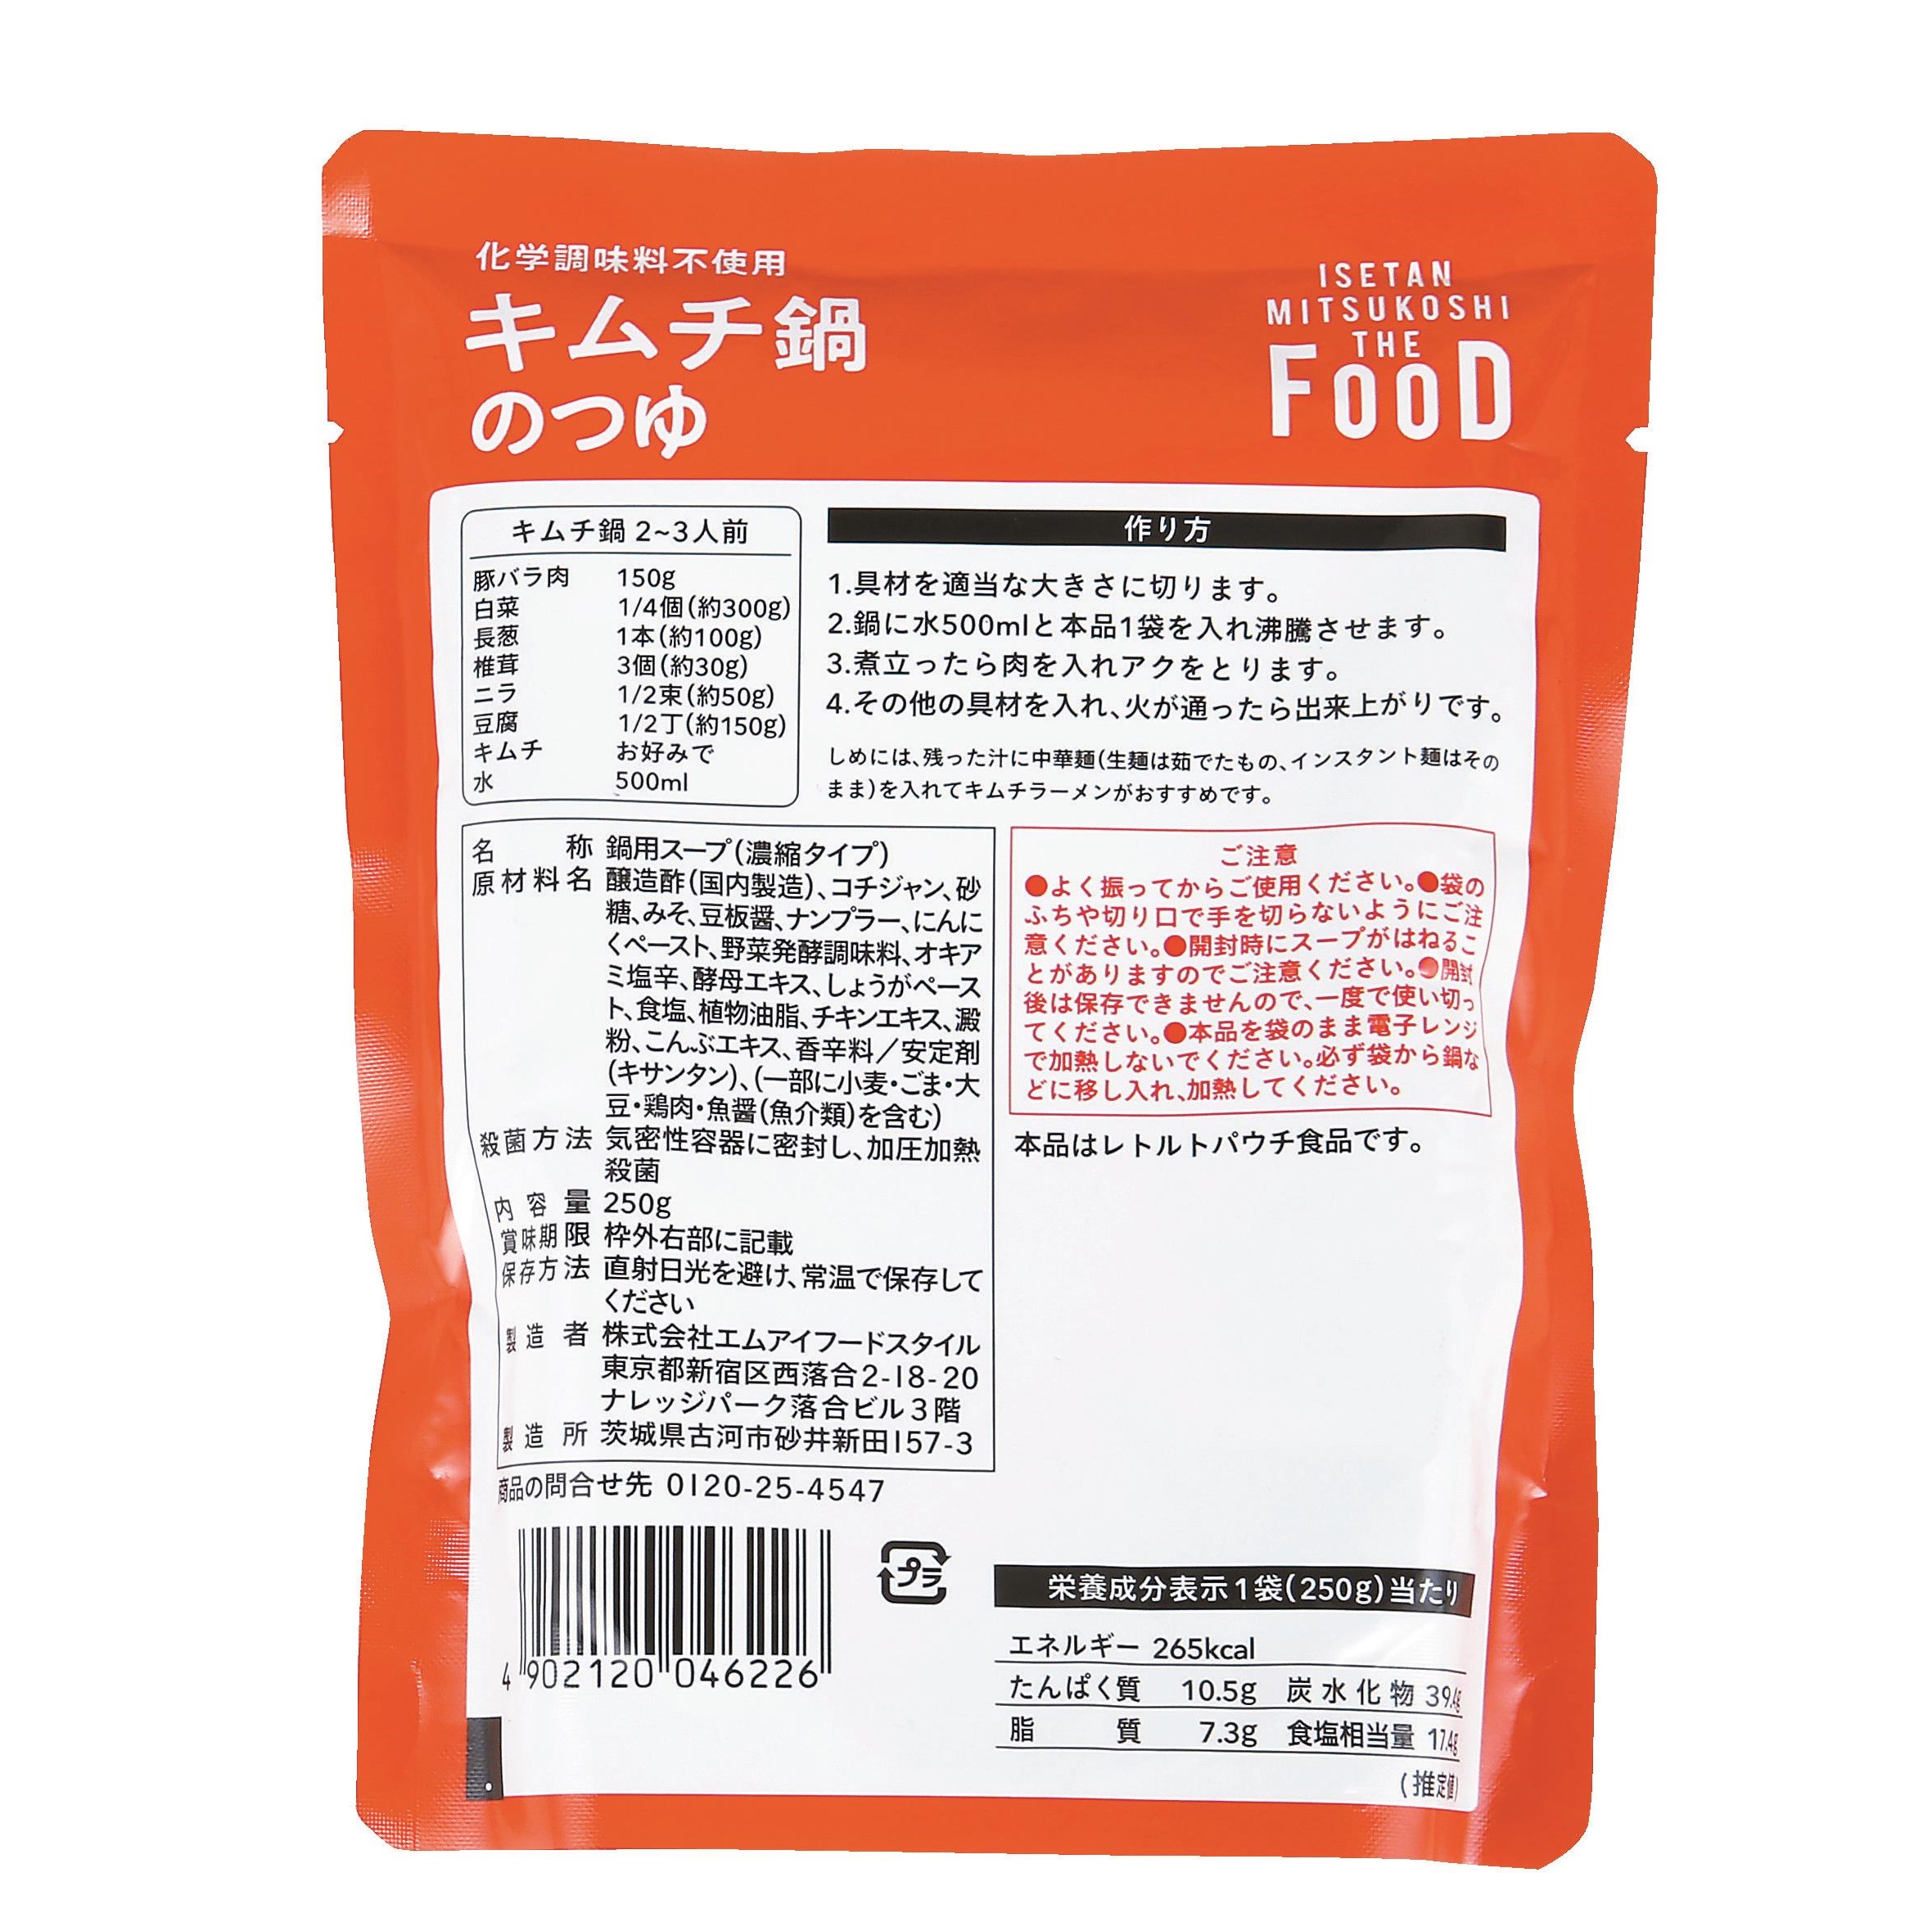 化学調味料不使用
キムチ鍋
のつゆ
ISETAN
MITSUKOSHI
THE
FOOD
キムチ鍋 2~3人前
豚バラ肉 150g
白菜 1/4個(約300g)
長葱 1本(約100g)
椎茸 3個(約30g)
ニラ 1/2束(約50g)
豆腐 1/2丁(約150g)
キムチ お好みで
水 500ml
作り方
1.具材を適当な大きさに切ります。
2.鍋に水500mlと本品1袋を入れ沸騰させます。
3.煮立ったら肉を入れアクをとります。
4.その他の具材を入れ、火が通ったら出来上がりです。
しめには、残った汁に中華麺(生麺は茹でたもの、インスタント麺はその
まま)を入れてキムチラーメンがおすすめです。
名称 鍋用スープ(濃縮タイプ)
原材料名 醸造酢(国内製造)、コチジャン、砂
糖、みそ、豆板醤、ナンプラー、にんに
くペースト、野菜発酵調味料、オキア
ミ塩辛、酵母エキス、しょうがペース
ト、食塩、植物油脂、チキンエキス、澱
粉、こんぶエキス、香辛料／安定剤
(キサンタン)、(一部に小麦・ごま・大
豆・鶏肉・魚醤(魚介類)を含む)
殺菌方法 気密性容器に密封し、加圧加熱
殺菌
内容量 250g
賞味期限 枠外右部に記載
保存方法 直射日光を避け、常温で保存して
ください
製造者 株式会社エムアイフードスタイル
東京都新宿区西落合2-18-20
ナレッジパーク落合ビル3階
製造所 茨城県古河市砂井新田157-3
商品の問合せ先 0120-25-4547
4 902120 046226
プラ
ご注意
●よく振ってからご使用ください。●袋の
ふちや切り口で手を切らないようにご注
意ください。●開封時にスープがはねるこ
とがありますのでご注意ください。●開封
後は保存できませんので、一度で使い切っ
てください。●本品を袋のまま電子レンジ
で加熱しないでください。必ず袋から鍋な
どに移し入れ、加熱してください。
本品はレトルトパウチ食品です。
栄養成分表示1袋(250g)当たり
エネルギー 265kcal
たんぱく質 10.5g 炭水化物 39.4g
脂質 7.3g 食塩相当量 17.4g
(推定値)